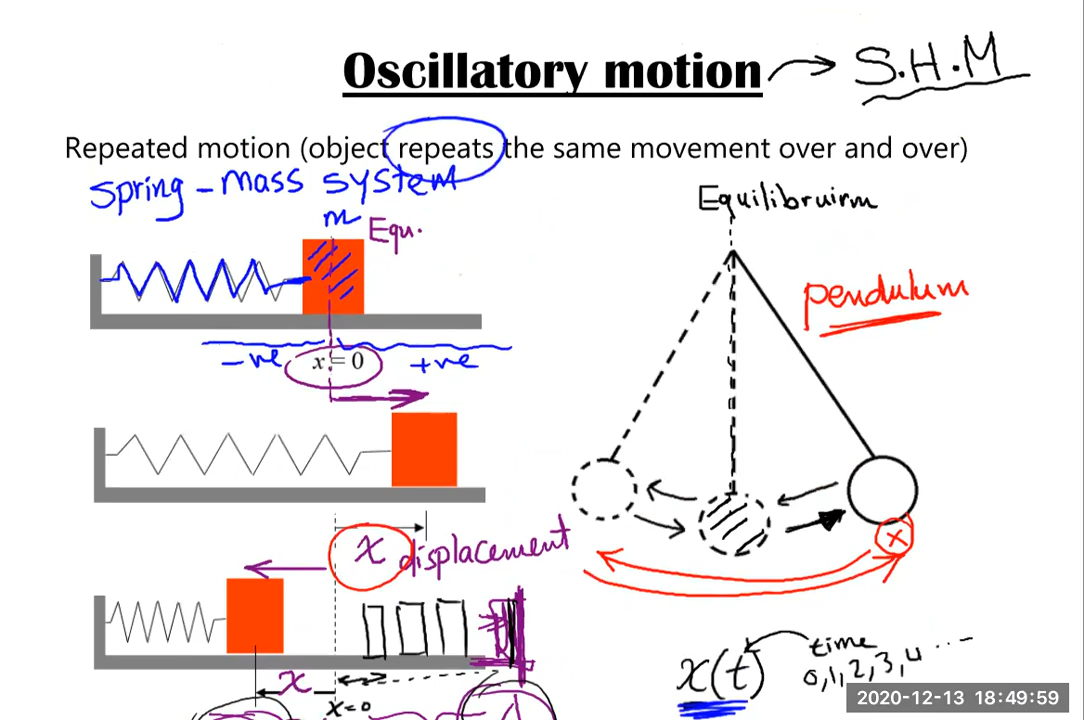 Oscillatory motion → S.H.M
Repeated motion (object repeats the same movement over and over)
Spring - mass system
m
Equ.
-ve
x = 0
+ve
Equilibruirm
pendulum
x displacement
x
x=0
x(t)
time
0,1,2,3,4 ...
2020-12-13 18:49:59